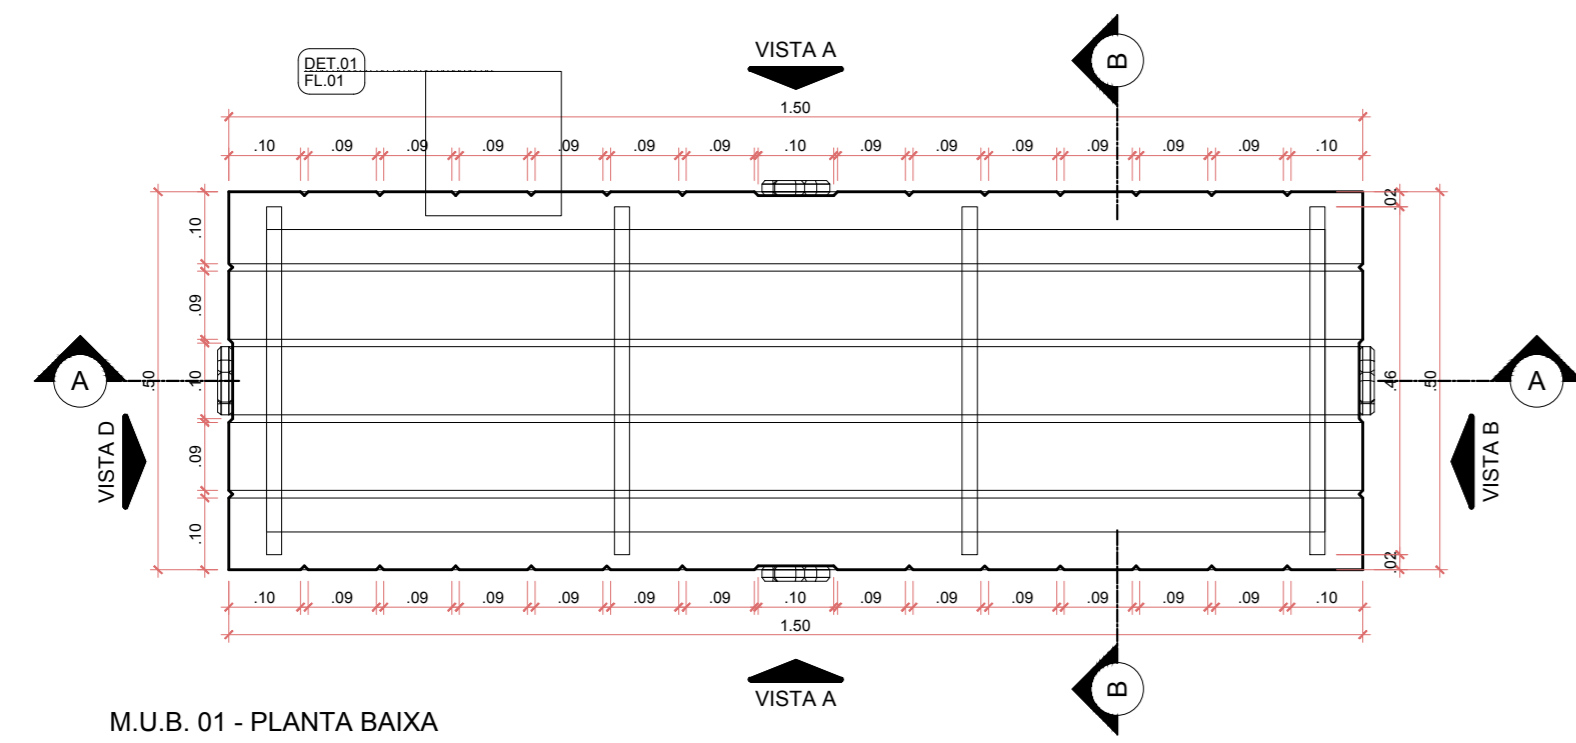 DET.01
FL.01
VISTA A
B
1.50
.10 .09 .09 .09 .09 .09 .09 .10 .09 .09 .09 .09 .09 .09 .10
.02
.10
.09
A
.50
.10
.46
.50
A
VISTA D
.09
VISTA B
.10
.02
.10 .09 .09 .09 .09 .09 .09 .10 .09 .09 .09 .09 .09 .09 .10
1.50
VISTA A
B
M.U.B. 01 - PLANTA BAIXA